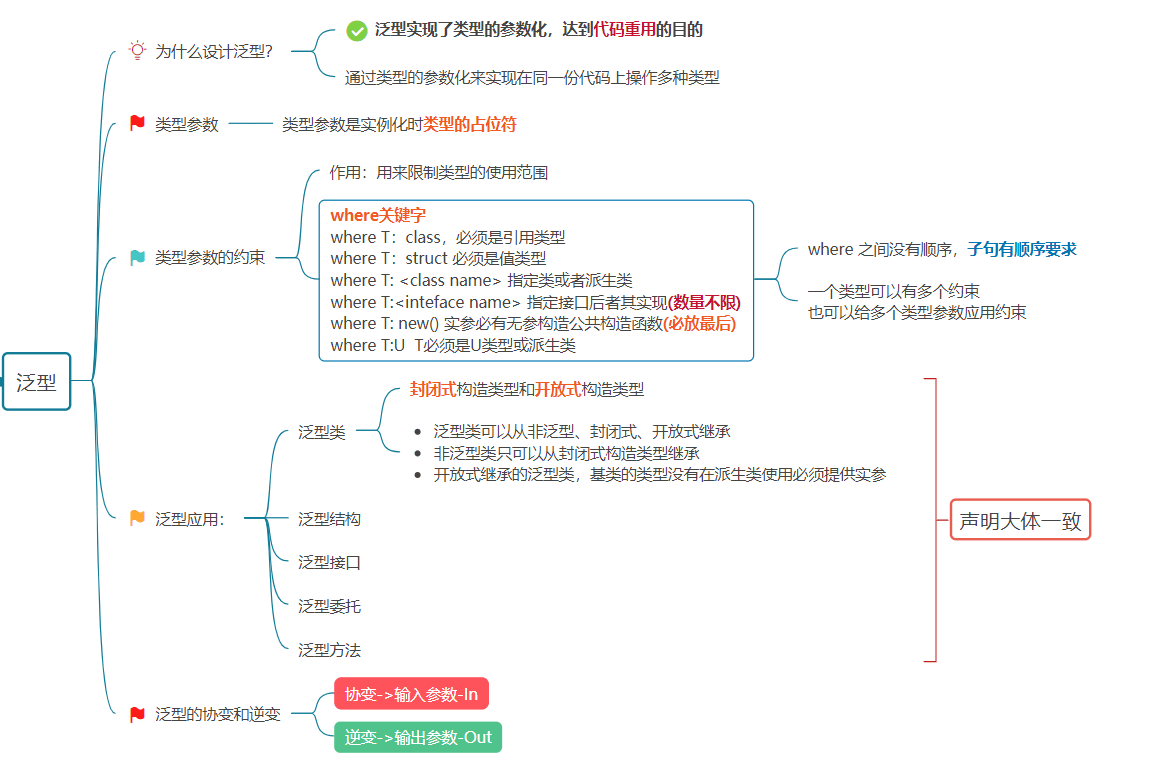 泛型
为什么设计泛型？
泛型实现了类型的参数化，达到代码重用的目的
通过类型的参数化来实现在同一份代码上操作多种类型
类型参数
类型参数是实例化时类型的占位符
类型参数的约束
作用：用来限制类型的使用范围
where关键字
where T：class，必须是引用类型
where T：struct 必须是值类型
where T: <class name> 指定类或者派生类
where T:<inteface name> 指定接口后者其实现(数量不限)
where T: new() 实参必有无参构造公共构造函数(必放最后)
where T:U  T必须是U类型或派生类
where 之间没有顺序，子句有顺序要求
一个类型可以有多个约束
也可以给多个类型参数应用约束
泛型应用：
泛型类
封闭式构造类型和开放式构造类型
• 泛型类可以从非泛型、封闭式、开放式继承
• 非泛型类只可以从封闭式构造类型继承
• 开放式继承的泛型类，基类的类型没有在派生类使用必须提供实参
泛型结构
泛型接口
泛型委托
泛型方法
声明大体一致
泛型的协变和逆变
协变->输入参数-In
逆变->输出参数-Out